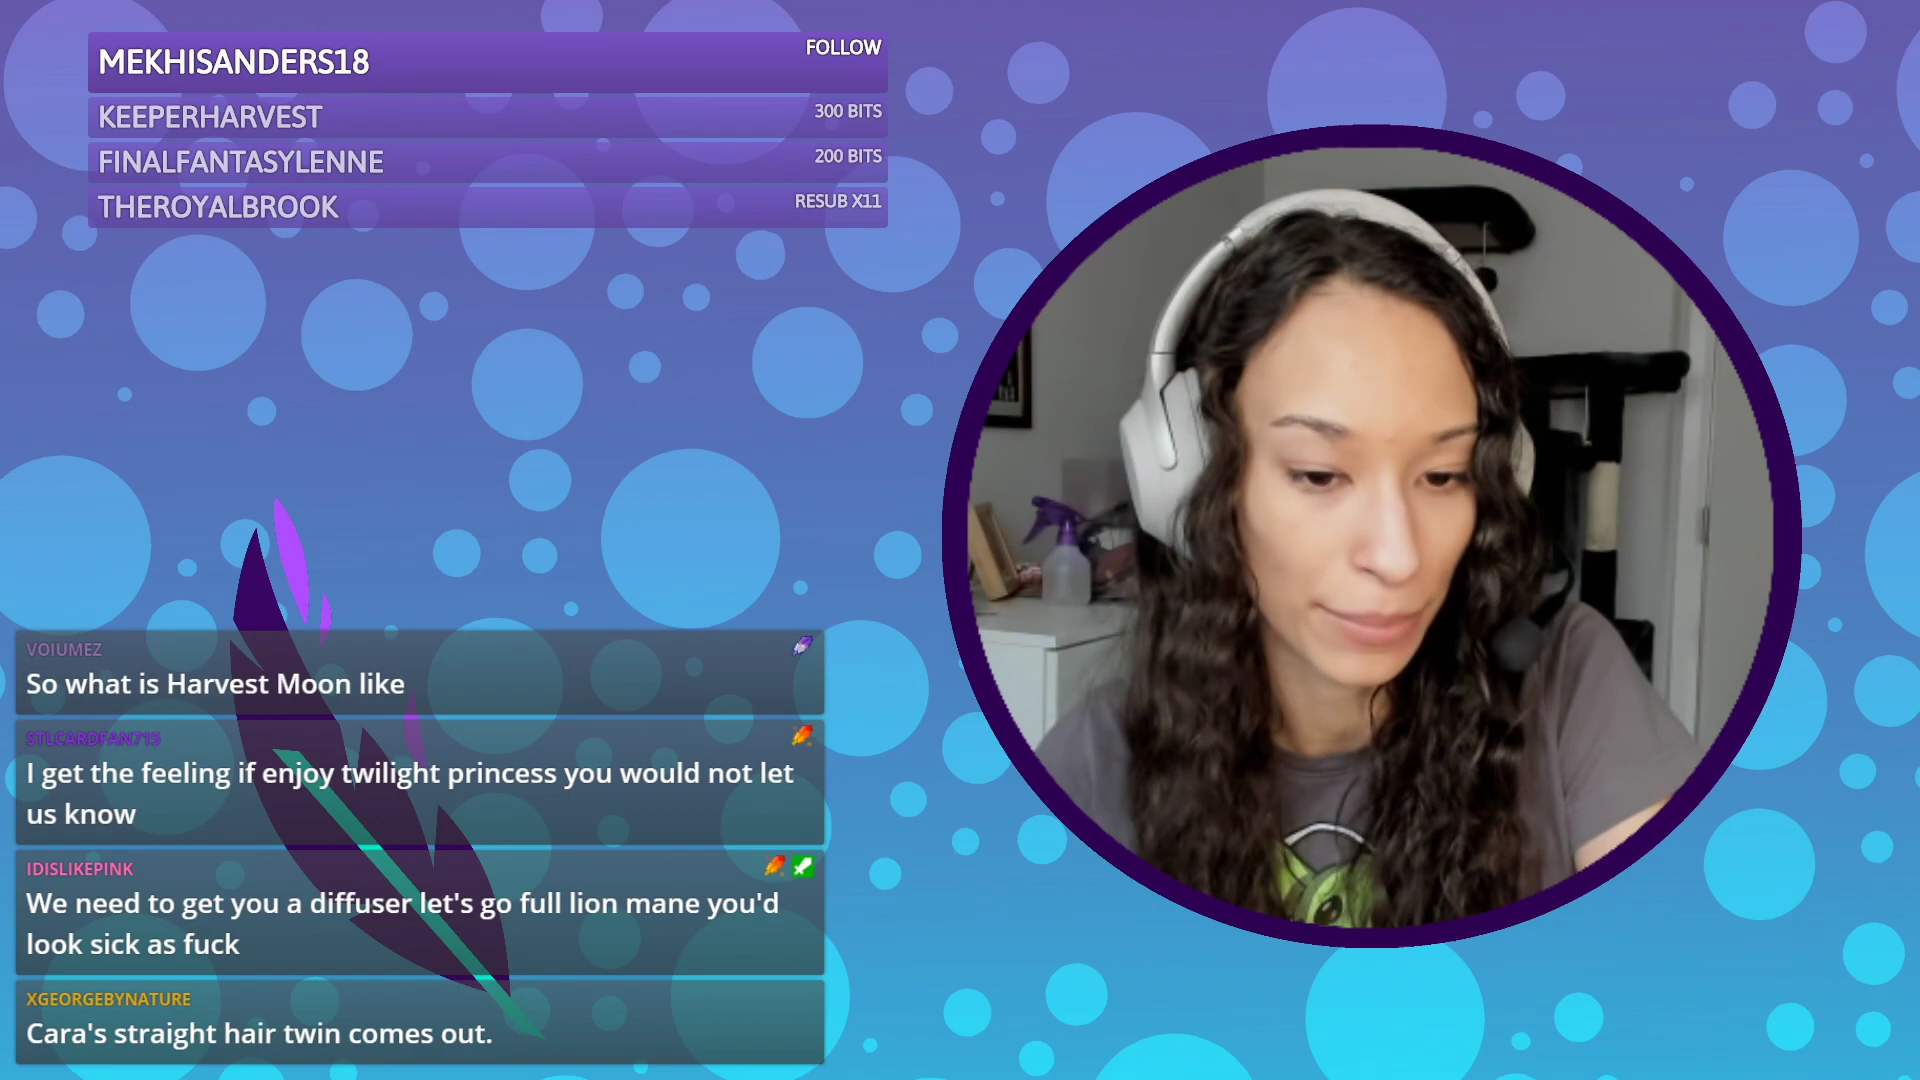 MEKHISANDERS18 FOLLOW
KEEPERHARVEST 300 BITS
FINALFANTASYLENNE 200 BITS
THEROYALBROOK RESUB X11
VOIUMEZ
So what is Harvest Moon like
STLCARDFAN715
I get the feeling if enjoy twilight princess you would not let
us know
IDISLIKEPINK
We need to get you a diffuser let's go full lion mane you'd
look sick as fuck
XGEORGEBYNATURE
Cara's straight hair twin comes out.